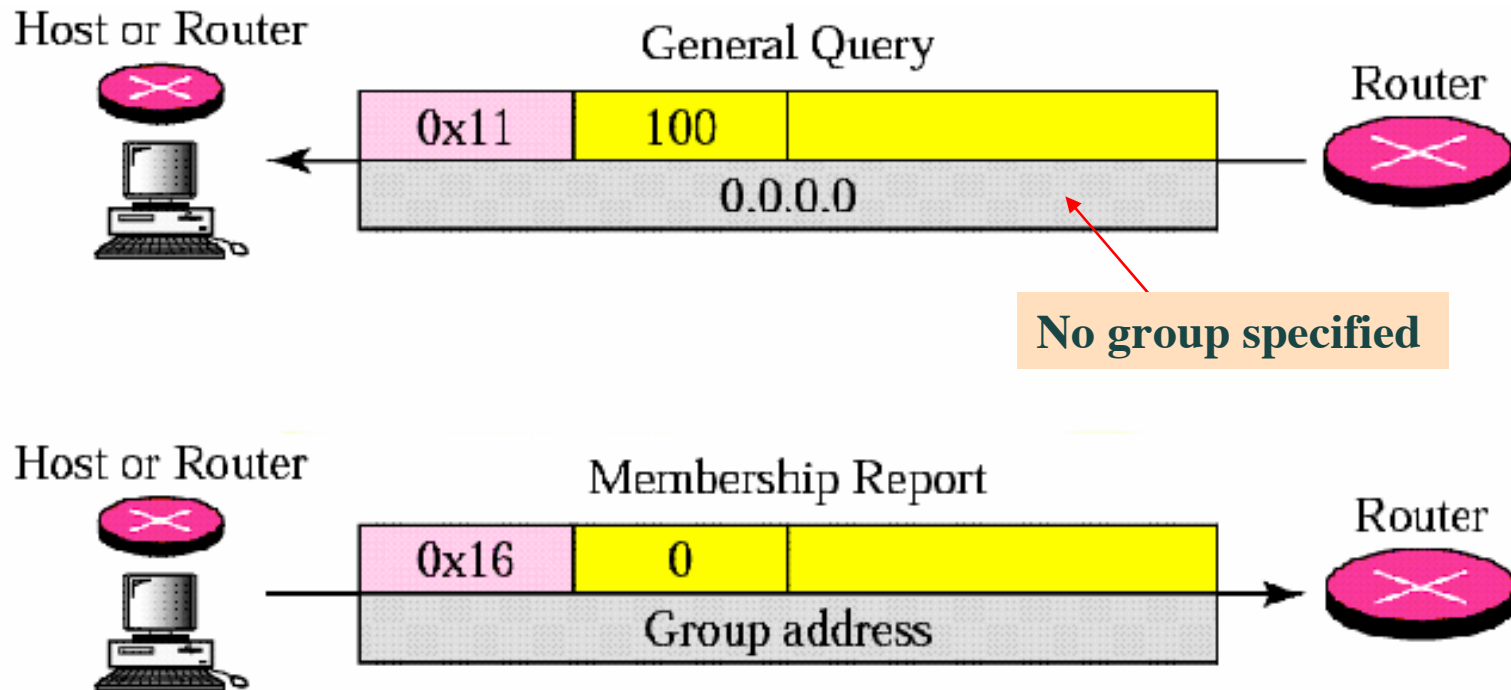 Host or Router
General Query
Router
0x11 100
0.0.0.0
No group specified
Host or Router
Membership Report
Router
0x16 0
Group address